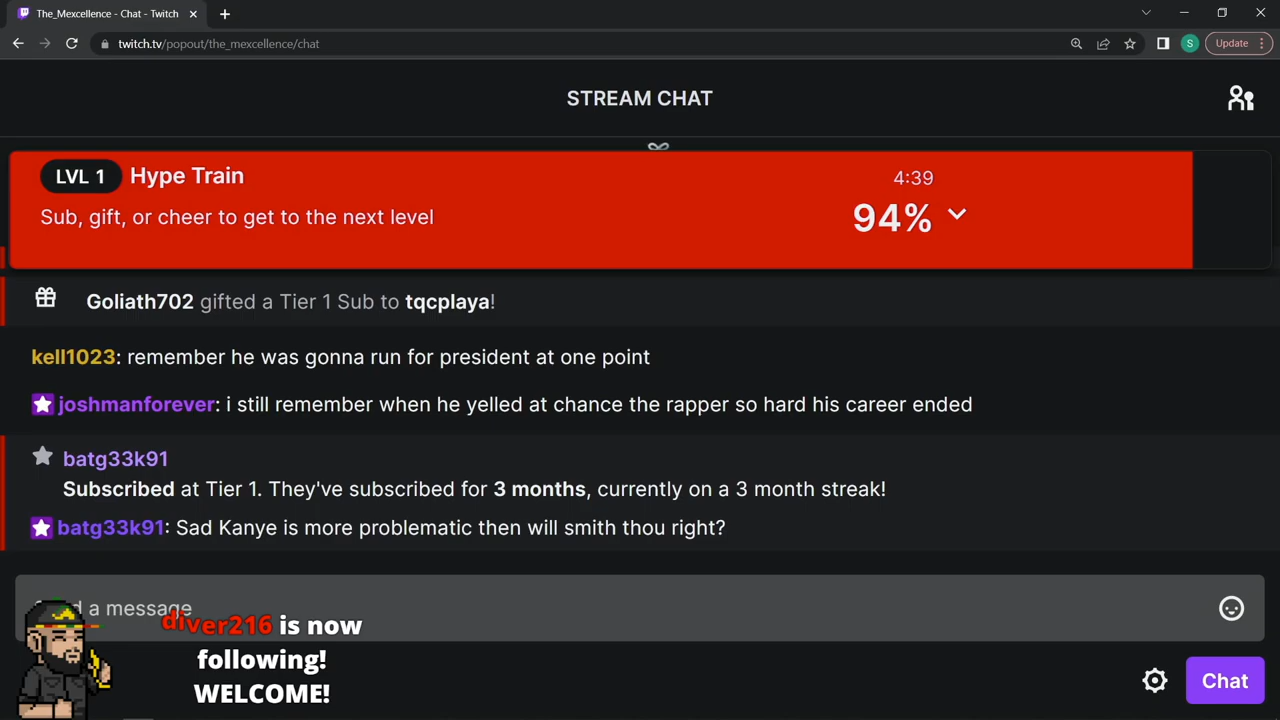 The_Mexcellence - Chat - Twitch
twitch.tv/popout/the_mexcellence/chat
S
Update
STREAM CHAT
LVL 1 Hype Train
4:39
Sub, gift, or cheer to get to the next level
94%
Goliath702 gifted a Tier 1 Sub to tqcplaya!
kell1023: remember he was gonna run for president at one point
joshmanforever: i still remember when he yelled at chance the rapper so hard his career ended
batg33k91
Subscribed at Tier 1. They've subscribed for 3 months, currently on a 3 month streak!
batg33k91: Sad Kanye is more problematic then will smith thou right?
a message
diver216 is now
following!
WELCOME!
Chat